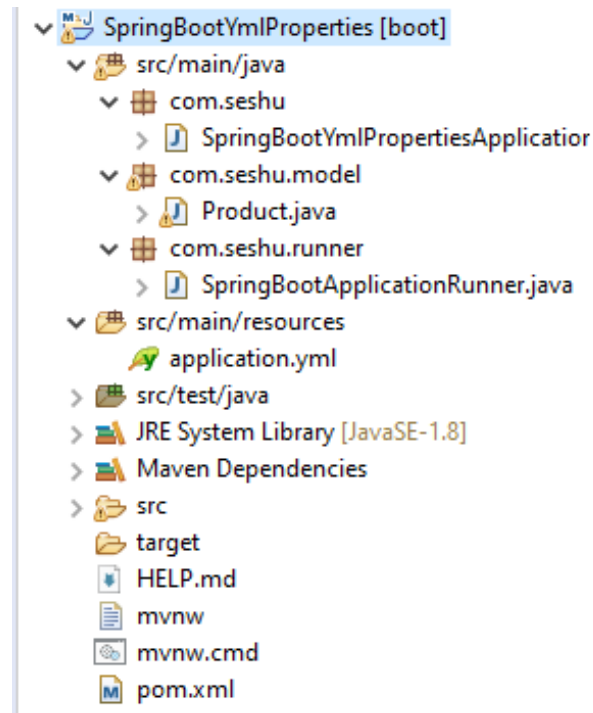 SpringBootYmlProperties [boot]
src/main/java
com.seshu
SpringBootYmlPropertiesApplication
com.seshu.model
Product.java
com.seshu.runner
SpringBootApplicationRunner.java
src/main/resources
application.yml
src/test/java
JRE System Library [JavaSE-1.8]
Maven Dependencies
src
target
HELP.md
mvnw
mvnw.cmd
pom.xml